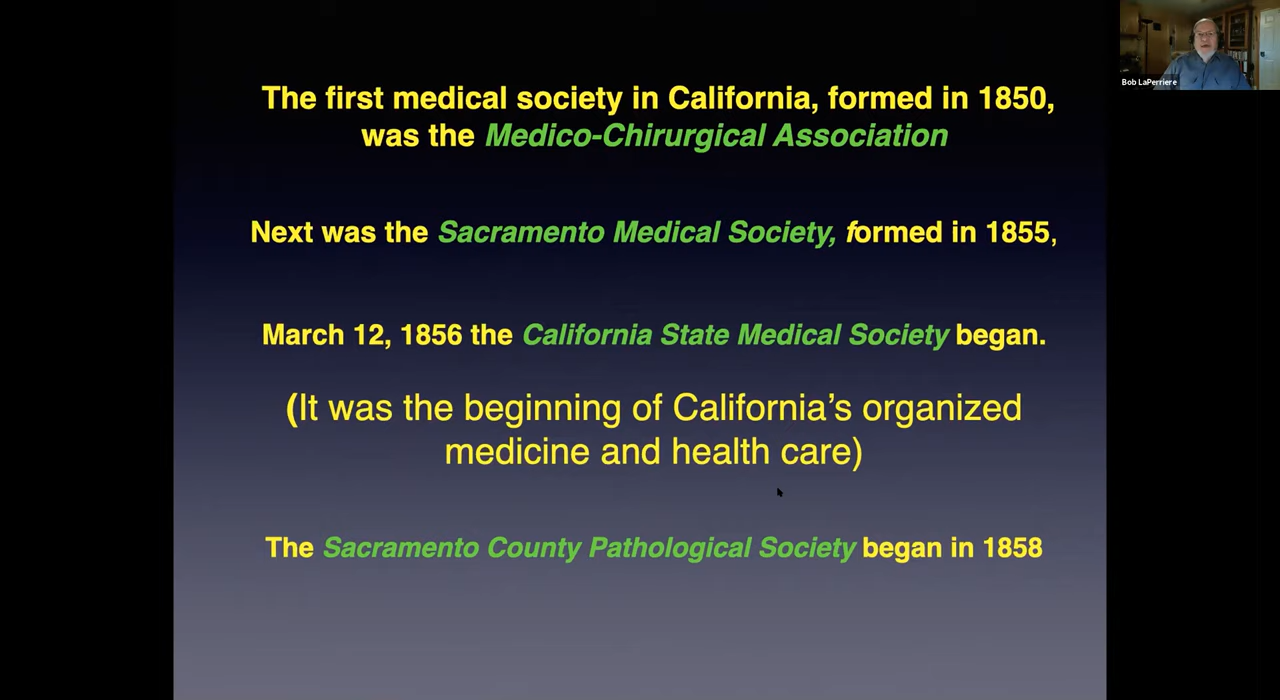 The first medical society in California, formed in 1850,
was the Medico-Chirurgical Association
Next was the Sacramento Medical Society, formed in 1855,
March 12, 1856 the California State Medical Society began.
(It was the beginning of California’s organized
medicine and health care)
The Sacramento County Pathological Society began in 1858
Bob LaPerriere